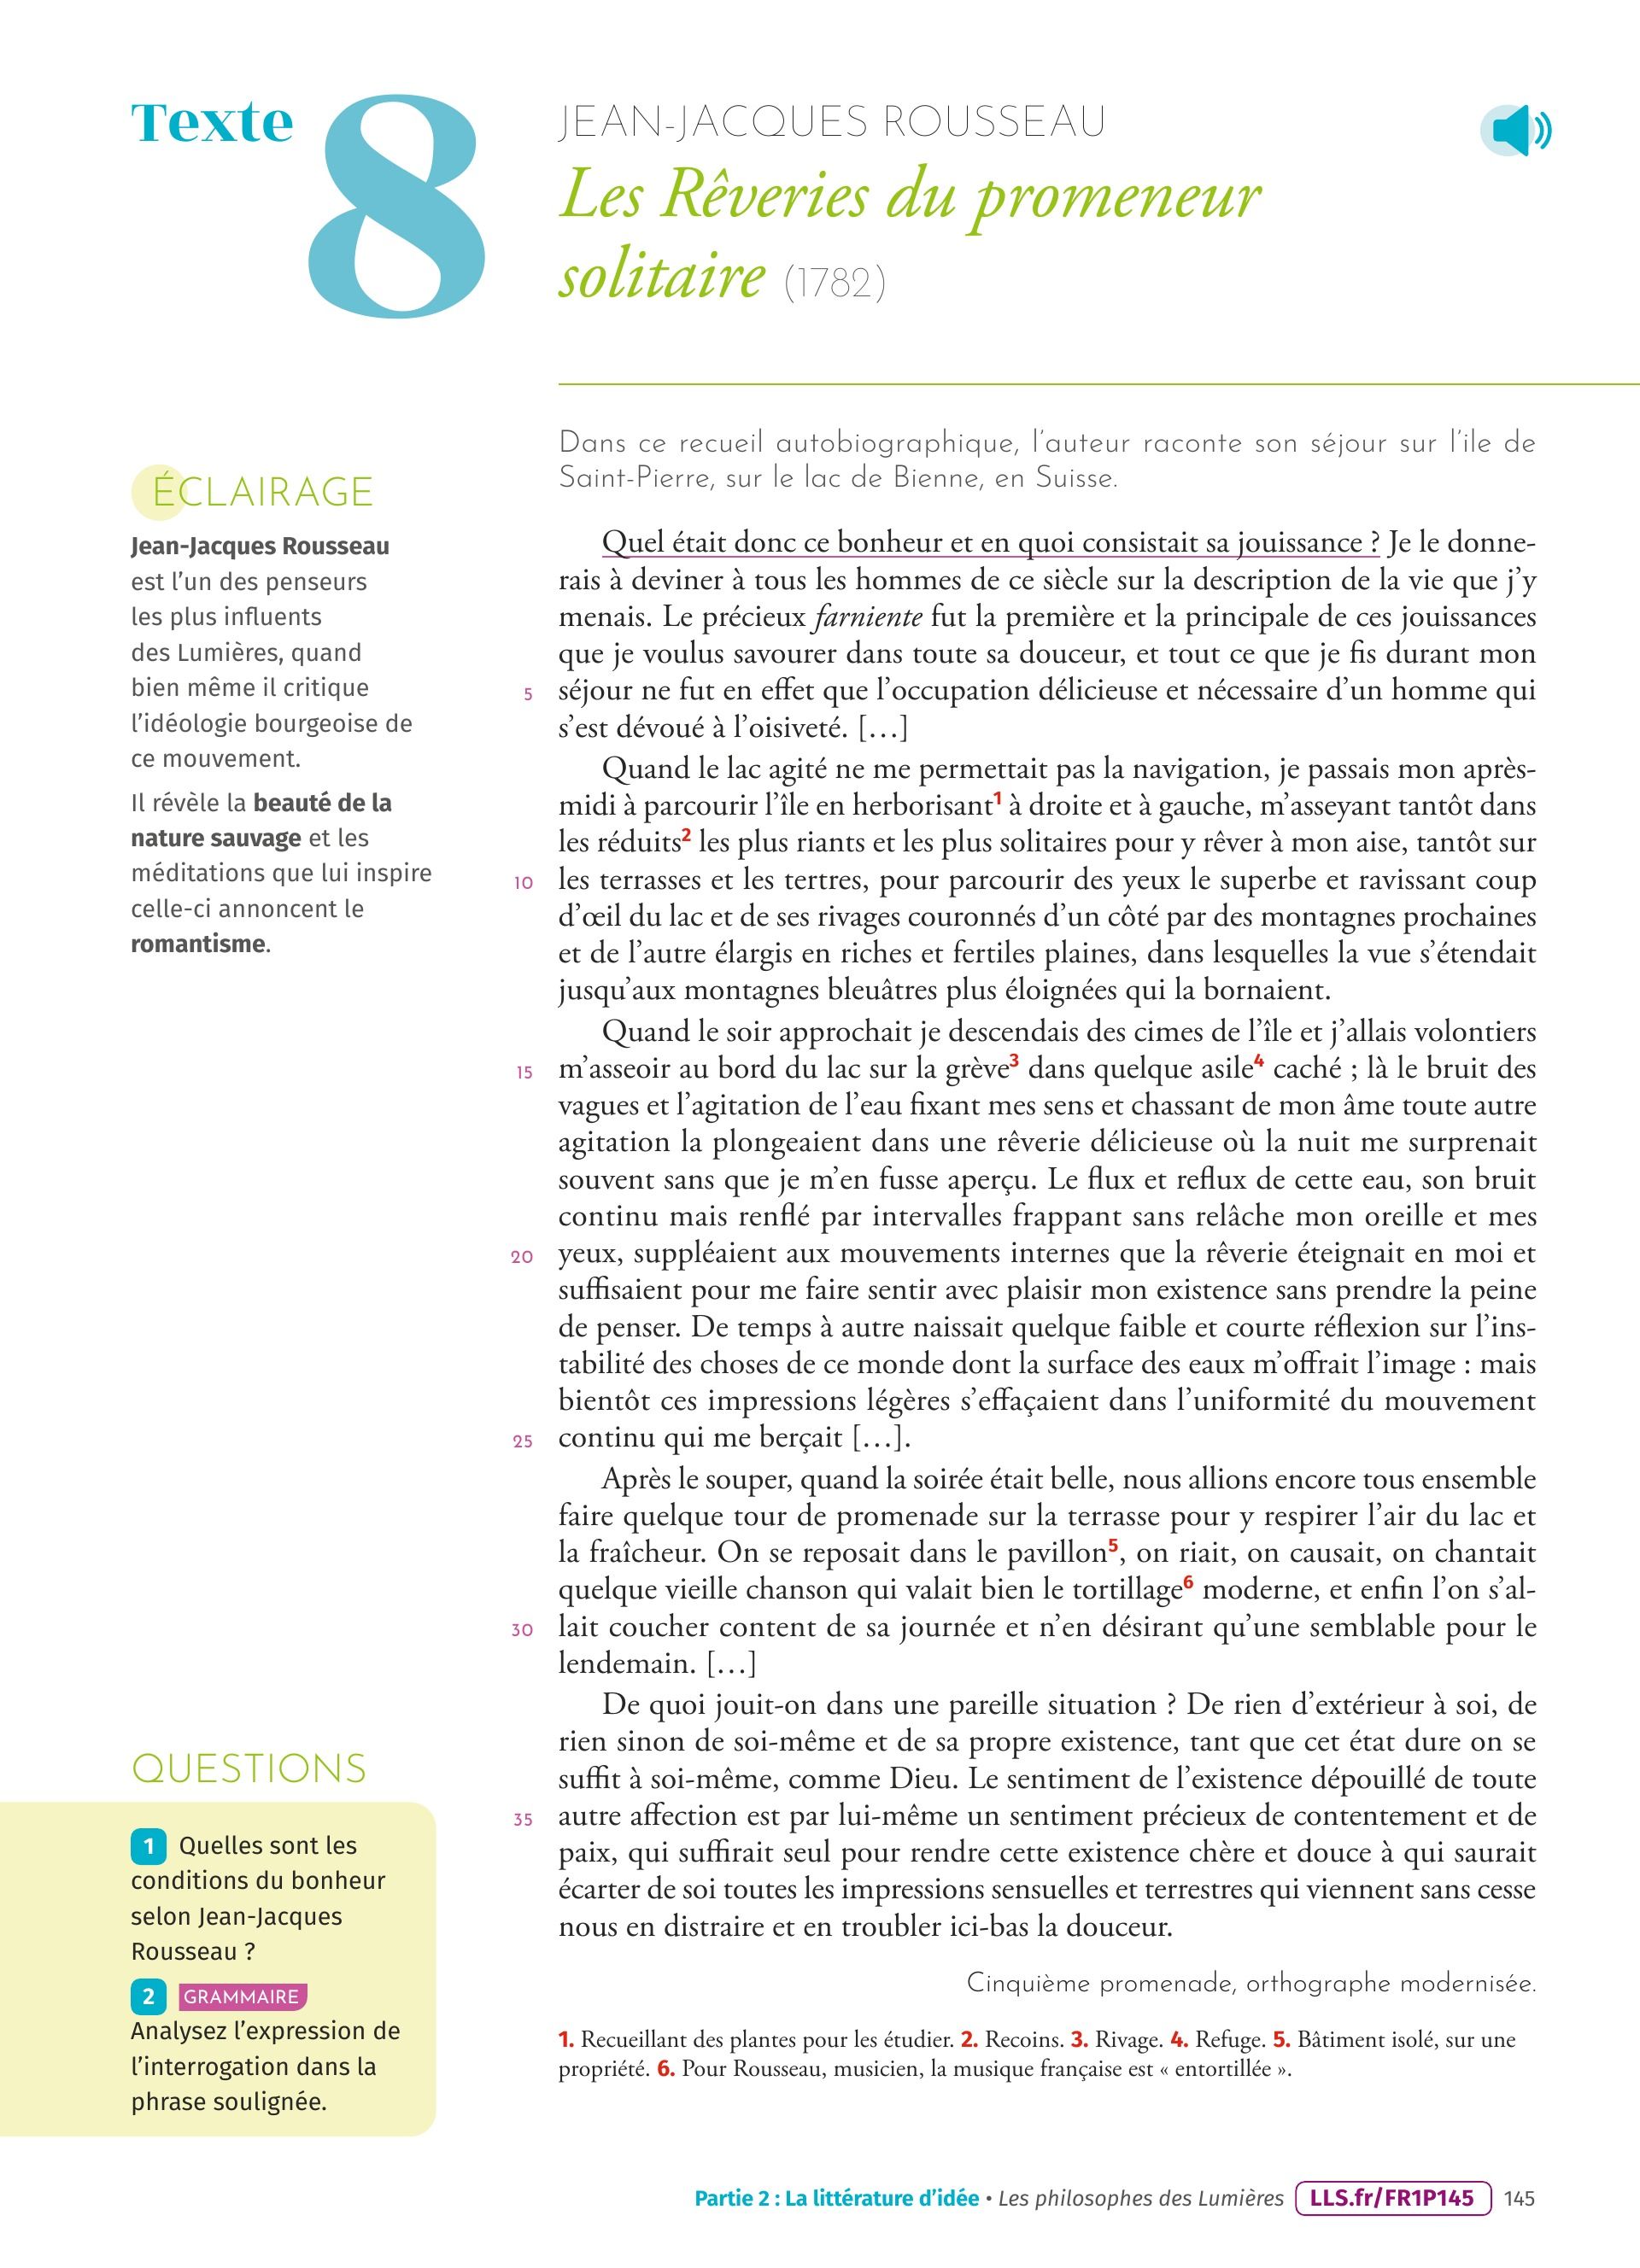 Texte 8
JEAN-JACQUES ROUSSEAU
Les Rêveries du promeneur
solitaire (1782)
Dans ce recueil autobiographique, l'auteur raconte son séjour sur l'ile de
Saint-Pierre, sur le lac de Bienne, en Suisse.
ÉCLAIRAGE
Jean-Jacques Rousseau
est l'un des penseurs
les plus influents
des Lumières, quand
bien même il critique
l'idéologie bourgeoise de
ce mouvement.
Il révèle la beauté de la
nature sauvage et les
méditations que lui inspire
celle-ci annoncent le
romantisme.
Quel était donc ce bonheur et en quoi consistait sa jouissance ? Je le donne-
rais à deviner à tous les hommes de ce siècle sur la description de la vie que j'y
menais. Le précieux farniente fut la première et la principale de ces jouissances
que je voulus savourer dans toute sa douceur, et tout ce que je fis durant mon
5 séjour ne fut en effet que l'occupation délicieuse et nécessaire d'un homme qui
s'est dévoué à l'oisiveté. […]
Quand le lac agité ne me permettait pas la navigation, je passais mon après-
midi à parcourir l'île en herborisant1 à droite et à gauche, m'asseyant tantôt dans
les réduits2 les plus riants et les plus solitaires pour y rêver à mon aise, tantôt sur
10 les terrasses et les tertres, pour parcourir des yeux le superbe et ravissant coup
d'œil du lac et de ses rivages couronnés d'un côté par des montagnes prochaines
et de l'autre élargis en riches et fertiles plaines, dans lesquelles la vue s'étendait
jusqu'aux montagnes bleuâtres plus éloignées qui la bornaient.
Quand le soir approchait je descendais des cimes de l'île et j'allais volontiers
15 m'asseoir au bord du lac sur la grève3 dans quelque asile4 caché ; là le bruit des
vagues et l'agitation de l'eau fixant mes sens et chassant de mon âme toute autre
agitation la plongeaient dans une rêverie délicieuse où la nuit me surprenait
souvent sans que je m'en fusse aperçu. Le flux et reflux de cette eau, son bruit
continu mais renflé par intervalles frappant sans relâche mon oreille et mes
20 yeux, suppléaient aux mouvements internes que la rêverie éteignait en moi et
suffisaient pour me faire sentir avec plaisir mon existence sans prendre la peine
de penser. De temps à autre naissait quelque faible et courte réflexion sur l'ins-
tabilité des choses de ce monde dont la surface des eaux m'offrait l'image : mais
bientôt ces impressions légères s'effaçaient dans l'uniformité du mouvement
25 continu qui me berçait […].
Après le souper, quand la soirée était belle, nous allions encore tous ensemble
faire quelque tour de promenade sur la terrasse pour y respirer l'air du lac et
la fraîcheur. On se reposait dans le pavillon5, on riait, on causait, on chantait
quelque vieille chanson qui valait bien le tortillage6 moderne, et enfin l'on s'al-
30 lait coucher content de sa journée et n'en désirant qu'une semblable pour le
lendemain. […]
De quoi jouit-on dans une pareille situation ? De rien d'extérieur à soi, de
rien sinon de soi-même et de sa propre existence, tant que cet état dure on se
suffit à soi-même, comme Dieu. Le sentiment de l'existence dépouillé de toute
35 autre affection est par lui-même un sentiment précieux de contentement et de
paix, qui suffirait seul pour rendre cette existence chère et douce à qui saurait
écarter de soi toutes les impressions sensuelles et terrestres qui viennent sans cesse
nous en distraire et en troubler ici-bas la douceur.
Cinquième promenade, orthographe modernisée.
1. Recueillant des plantes pour les étudier. 2. Recoins. 3. Rivage. 4. Refuge. 5. Bâtiment isolé, sur une
propriété. 6. Pour Rousseau, musicien, la musique française est « entortillée ».
QUESTIONS
1 Quelles sont les
conditions du bonheur
selon Jean-Jacques
Rousseau ?
2 GRAMMAIRE
Analysez l'expression de
l'interrogation dans la
phrase soulignée.
Partie 2 : La littérature d'idée • Les philosophes des Lumières LLS.fr/FR1P145 145